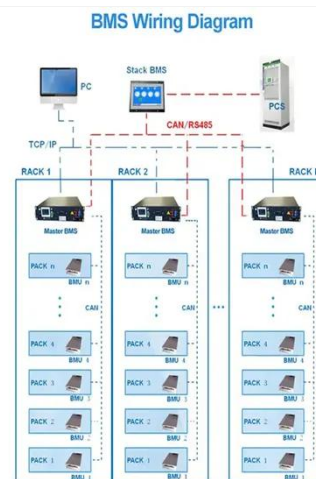 BMS Wiring Diagram
PC
Stack BMS
PCS
CAN/RS485
TCP/IP
RACK 1
RACK 2
RACK
Master BMS
Master BMS
Master BMS
PACK n
BMU n
PACK n
BMU n
PACK n
BMU n
CAN
CAN
CAN
PACK 4
BMU 4
PACK 4
BMU 4
PACK 4
BMU 4
PACK 3
BMU 3
PACK 3
BMU 3
PACK 3
BMU 3
PACK 2
BMU 2
PACK 2
BMU 2
PACK 2
BMU 2
PACK 1
BMU 1
PACK 1
BMU 1
PACK 1
BMU 1